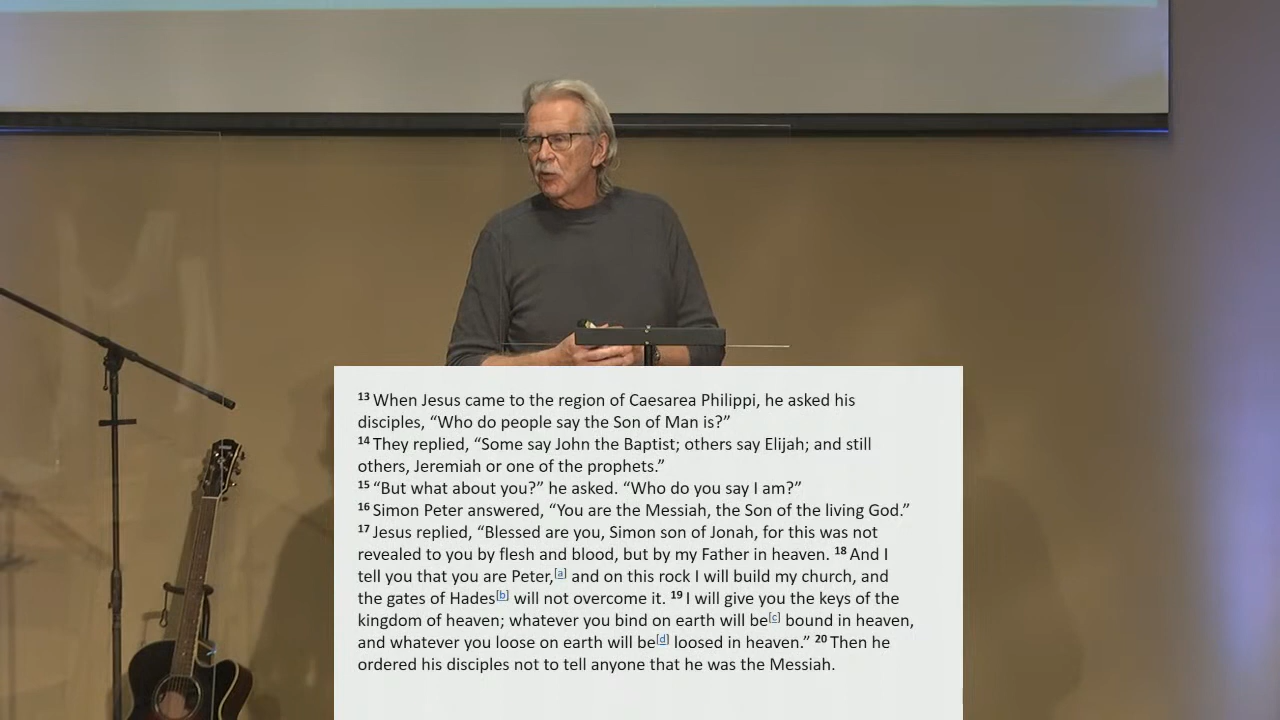 13 When Jesus came to the region of Caesarea Philippi, he asked his
disciples, “Who do people say the Son of Man is?”
14 They replied, “Some say John the Baptist; others say Elijah; and still
others, Jeremiah or one of the prophets.”
15 “But what about you?” he asked. “Who do you say I am?”
16 Simon Peter answered, “You are the Messiah, the Son of the living God.”
17 Jesus replied, “Blessed are you, Simon son of Jonah, for this was not
revealed to you by flesh and blood, but by my Father in heaven. 18 And I
tell you that you are Peter,[a] and on this rock I will build my church, and
the gates of Hades[b] will not overcome it. 19 I will give you the keys of the
kingdom of heaven; whatever you bind on earth will be[c] bound in heaven,
and whatever you loose on earth will be[d] loosed in heaven.” 20 Then he
ordered his disciples not to tell anyone that he was the Messiah.